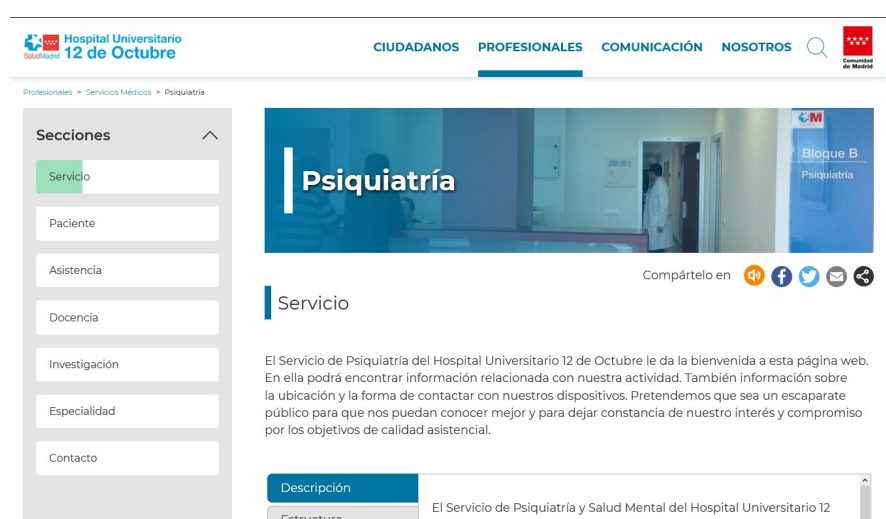 Hospital Universitario
SaludMadrid 12 de Octubre
CIUDADANOS PROFESIONALES COMUNICACIÓN NOSOTROS
Comunidad
de Madrid
Profesionales > Servicios Médicos > Psiquiatría
Secciones
Servicio
Paciente
Asistencia
Docencia
Investigación
Especialidad
Contacto
Psiquiatría
Bloque B
Psiquiatría
Compártelo en
Servicio
El Servicio de Psiquiatría del Hospital Universitario 12 de Octubre le da la bienvenida a esta página web.
En ella podrá encontrar información relacionada con nuestra actividad. También información sobre
la ubicación y la forma de contactar con nuestros dispositivos. Pretendemos que sea un escaparate
público para que nos puedan conocer mejor y para dejar constancia de nuestro interés y compromiso
por los objetivos de calidad asistencial.
Descripción
Estructura
El Servicio de Psiquiatría y Salud Mental del Hospital Universitario 12